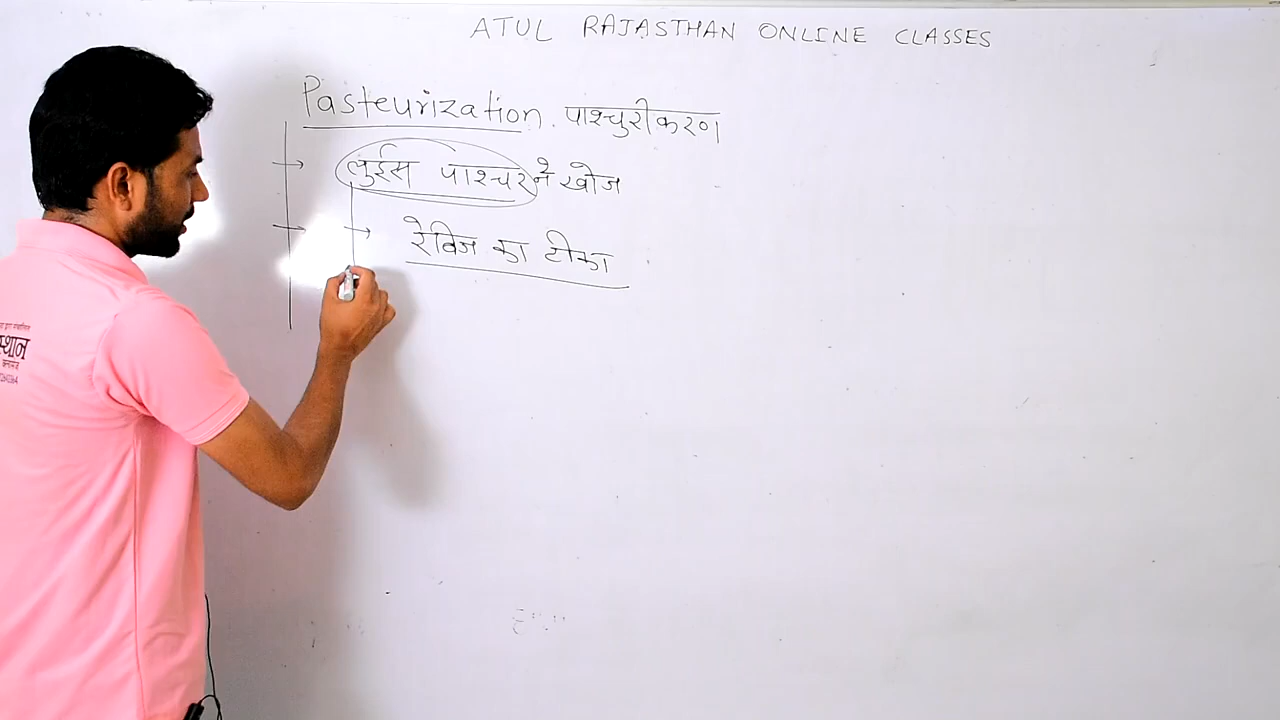 ATUL RAJASTHAN ONLINE CLASSES
Pasteurization. पाश्चुरीकरण
→ लुईस पाश्चर ने खोज
→ → रेबिज का टीका
स्थान